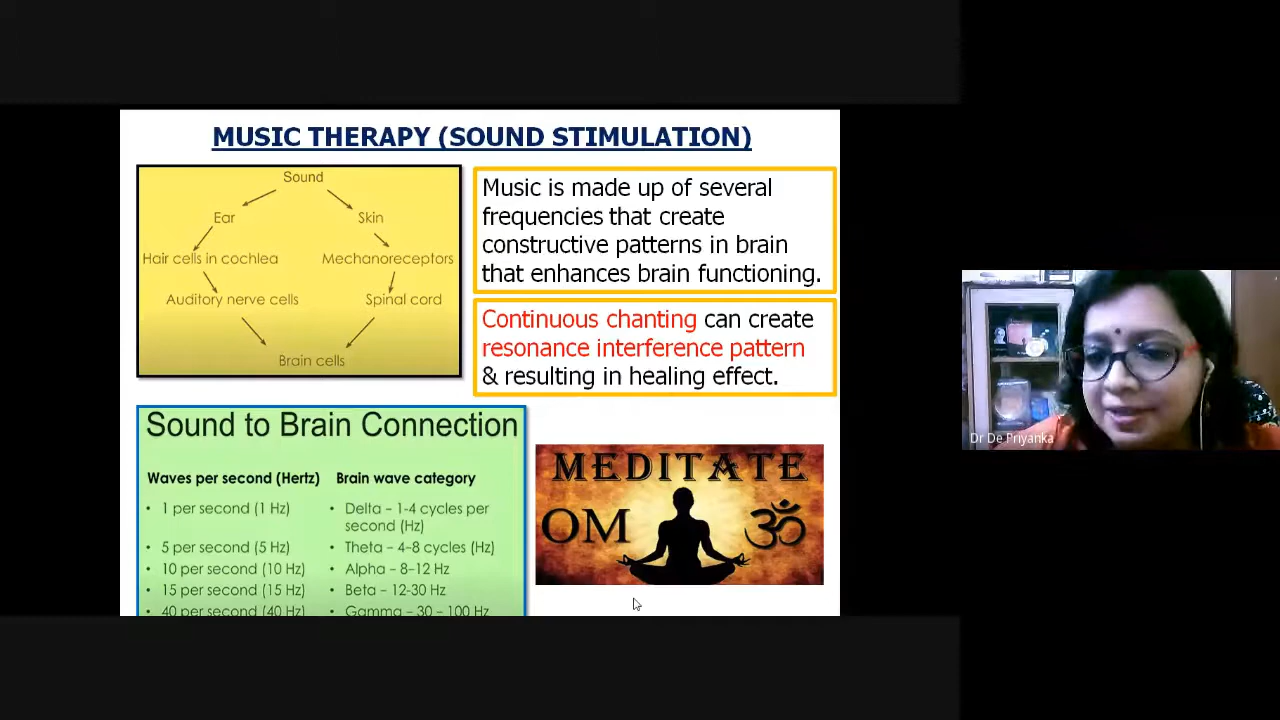 MUSIC THERAPY (SOUND STIMULATION)
Sound
Ear Skin
Hair cells in cochlea Mechanoreceptors
Auditory nerve cells Spinal cord
Brain cells
Music is made up of several
frequencies that create
constructive patterns in brain
that enhances brain functioning.
Continuous chanting can create
resonance interference pattern
& resulting in healing effect.
Sound to Brain Connection
Waves per second (Hertz) Brain wave category
• 1 per second (1 Hz) • Delta – 1-4 cycles per
second (Hz)
• 5 per second (5 Hz) • Theta – 4-8 cycles (Hz)
• 10 per second (10 Hz) • Alpha – 8-12 Hz
• 15 per second (15 Hz) • Beta – 12-30 Hz
• 40 per second (40 Hz) • Gamma – 30 – 100 Hz
MEDITATE
OM ॐ
Dr De Priyanka